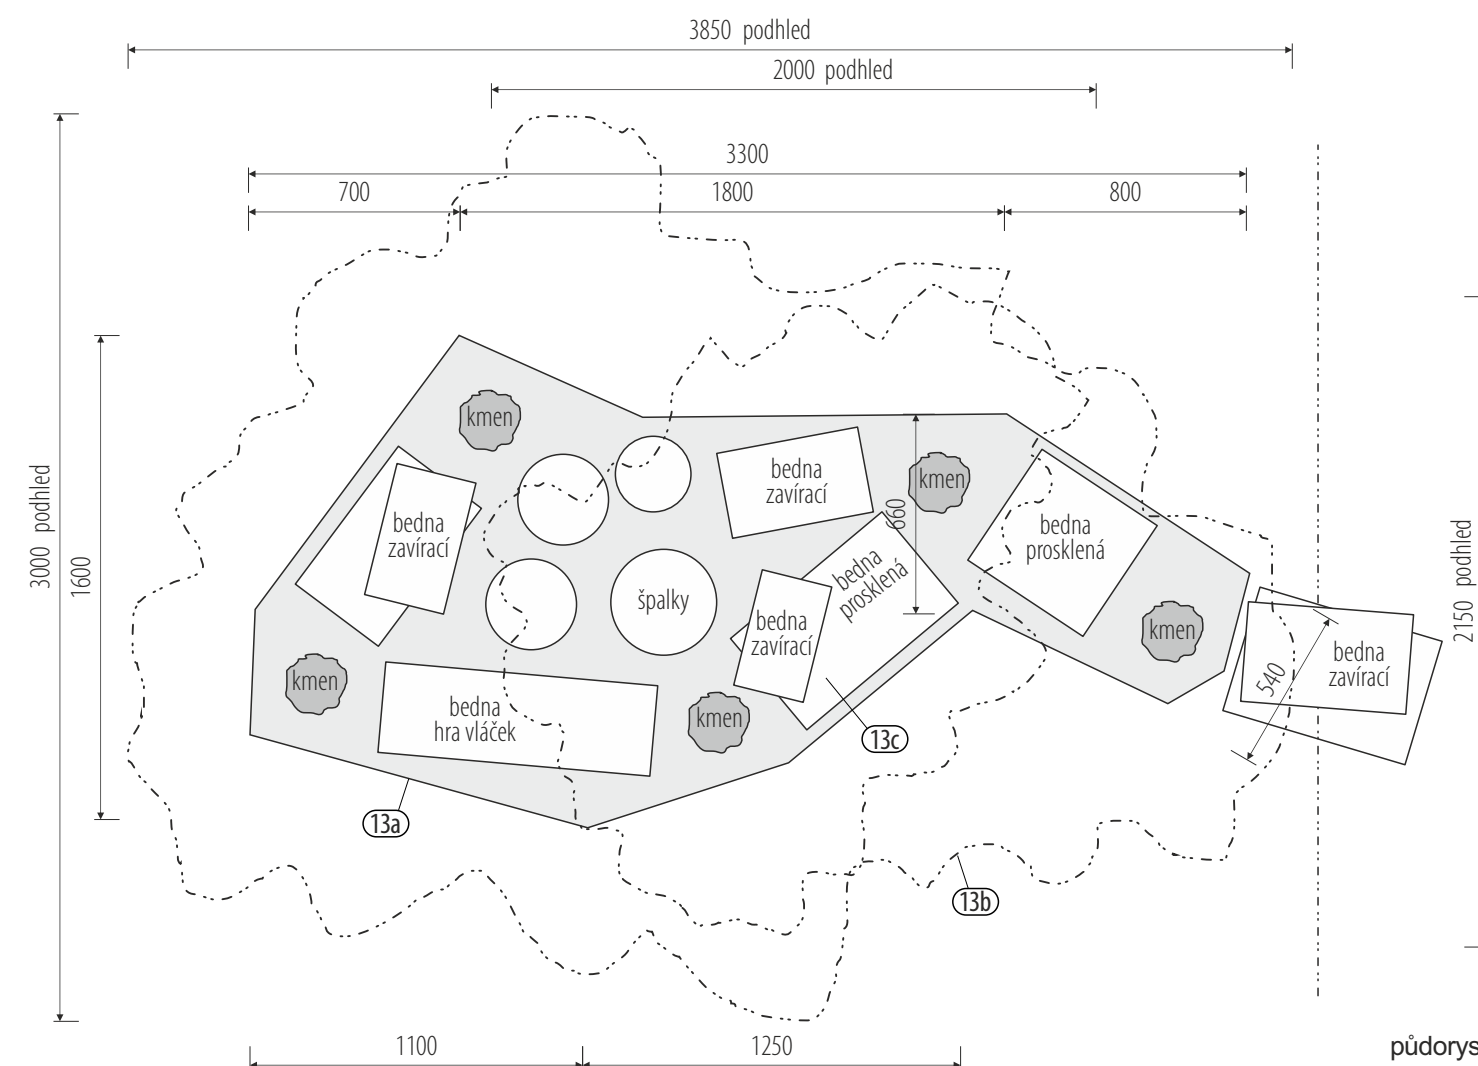 3850 podhled
2000 podhled
3300
700
1800
800
3000 podhled
1600
kmen
bedna
zavírací
bedna
zavírací
kmen
660
bedna
prosklená
bedna
prosklená
špalky
bedna
zavírací
kmen
bedna
zavírací
540
2150 podhled
kmen
bedna
hra vláček
kmen
13c
13a
13b
1100
1250
půdorys